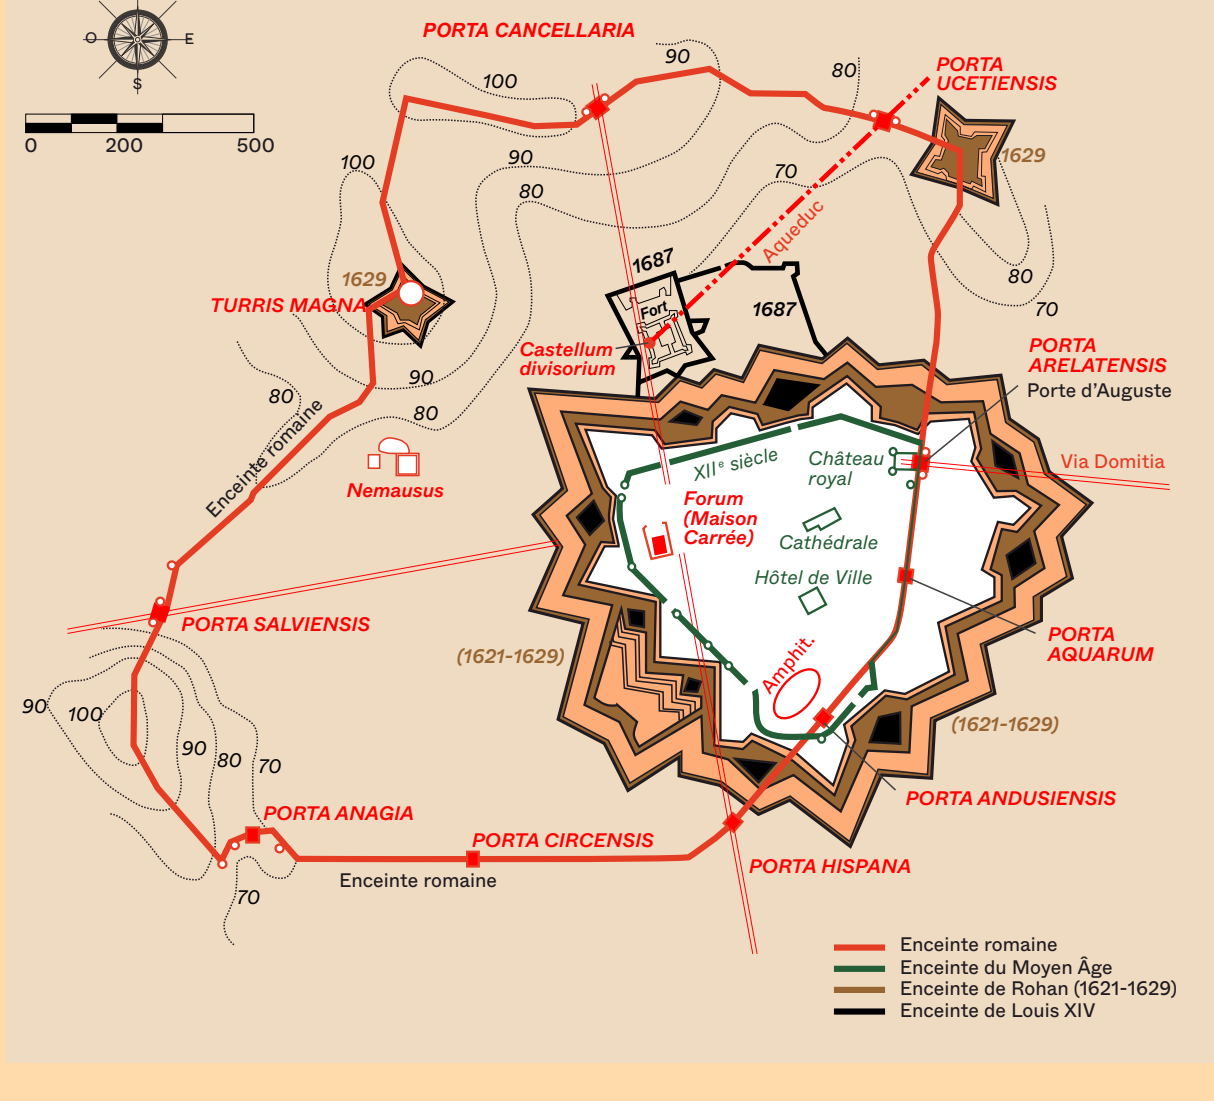 O
E
S
0
200
500
PORTA CANCELLARIA
90
100
80
PORTA
UCETIENSIS
100
90
80
70
1629
Aqueduc
1687
1629
TURRIS MAGNA
Fort
1687
80
70
Castellum
divisorium
PORTA
ARELATENSIS
Porte d’Auguste
90
80
80
Enceinte romaine
Nemausus
XIIe siècle
Château
royal
Via Domitia
Forum
(Maison
Carrée)
Cathédrale
Hôtel de Ville
PORTA SALVIENSIS
(1621-1629)
Amphit.
PORTA
AQUARUM
90
100
90
80
70
(1621-1629)
PORTA ANAGIA
PORTA ANDUSIENSIS
PORTA CIRCENSIS
PORTA HISPANA
Enceinte romaine
70
Enceinte romaine
Enceinte du Moyen Âge
Enceinte de Rohan (1621-1629)
Enceinte de Louis XIV